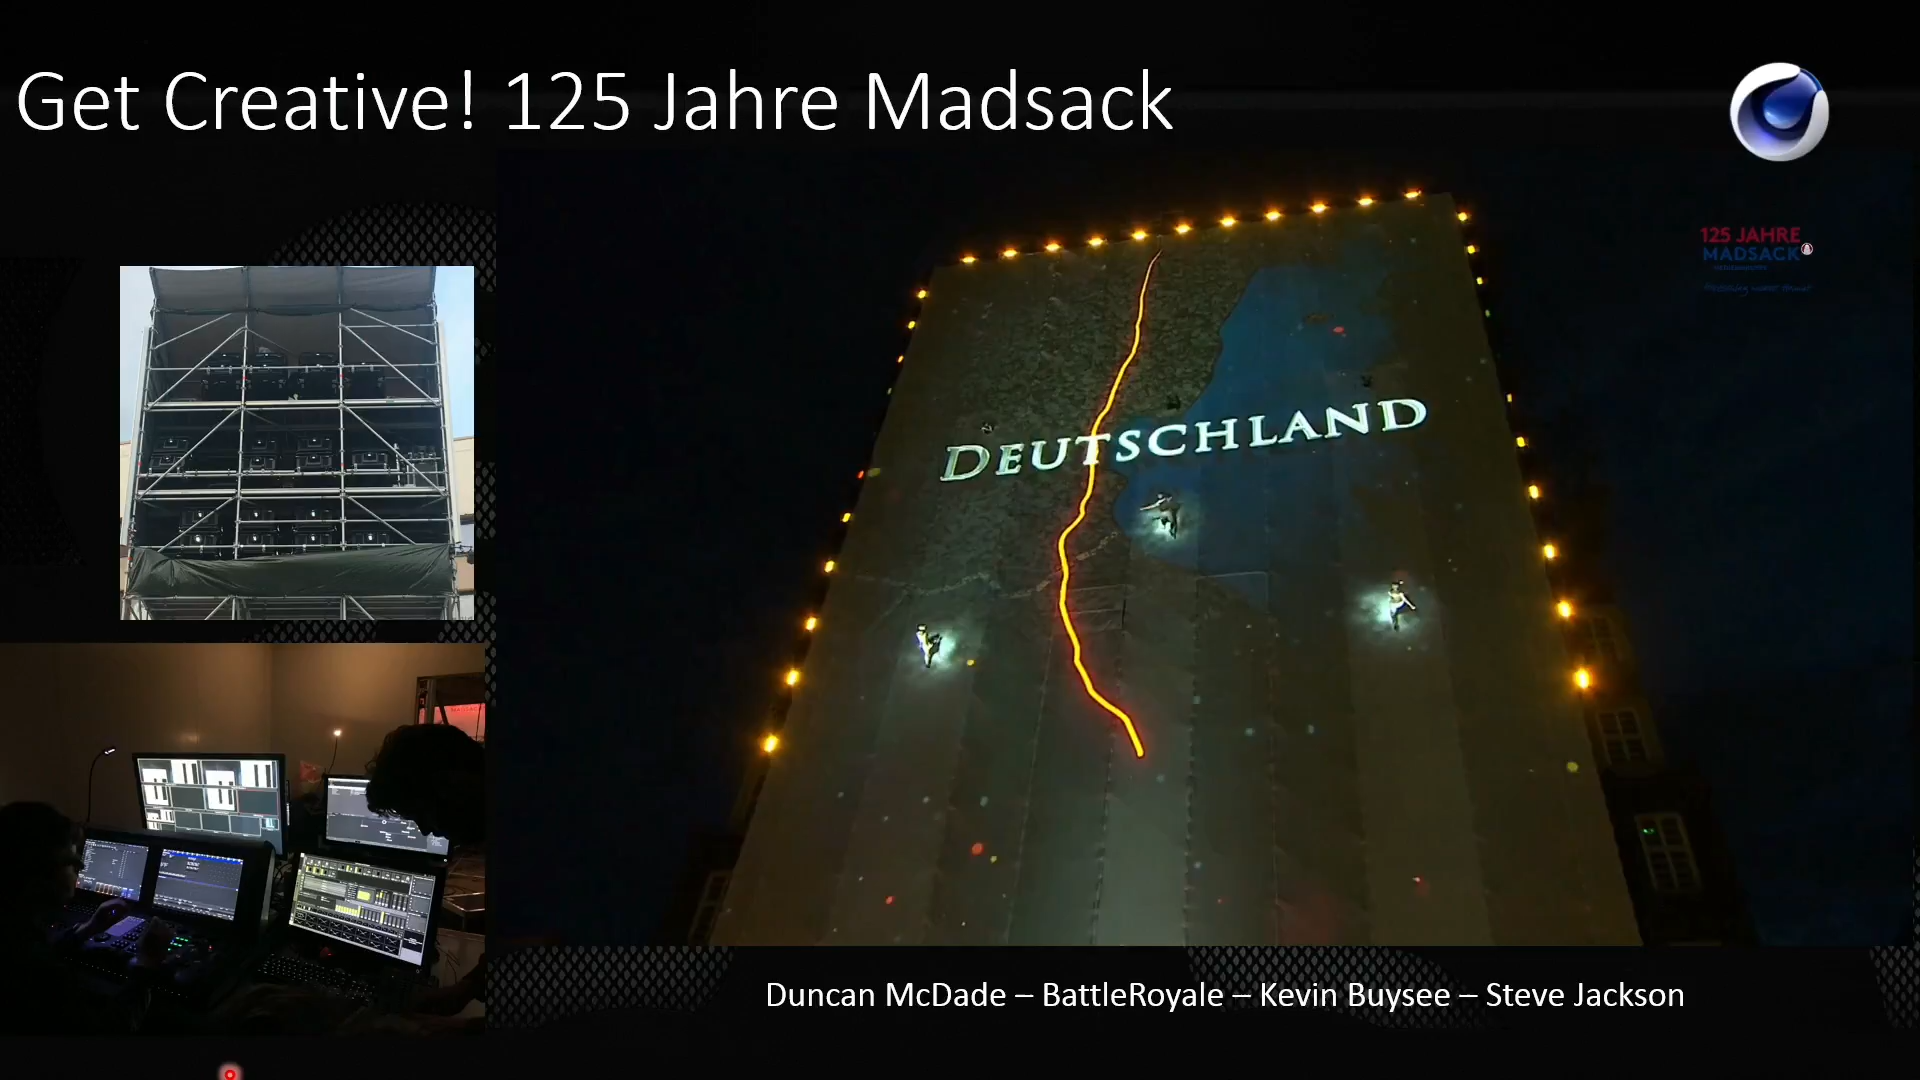 Get Creative! 125 Jahre Madsack
125 JAHRE
MADSACK
DEUTSCHLAND
Duncan McDade – BattleRoyale – Kevin Buysee – Steve Jackson